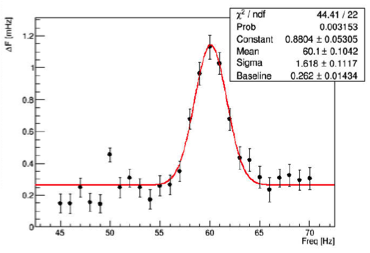 χ² / ndf 44.41 / 22
Prob 0.003153
Constant 0.8804 ± 0.05305
Mean 60.1 ± 0.1042
Sigma 1.618 ± 0.1117
Baseline 0.262 ± 0.01434
ΔF [mHz]
1.2
1
0.8
0.6
0.4
0.2
0
45 50 55 60 65 70
Freq [Hz]